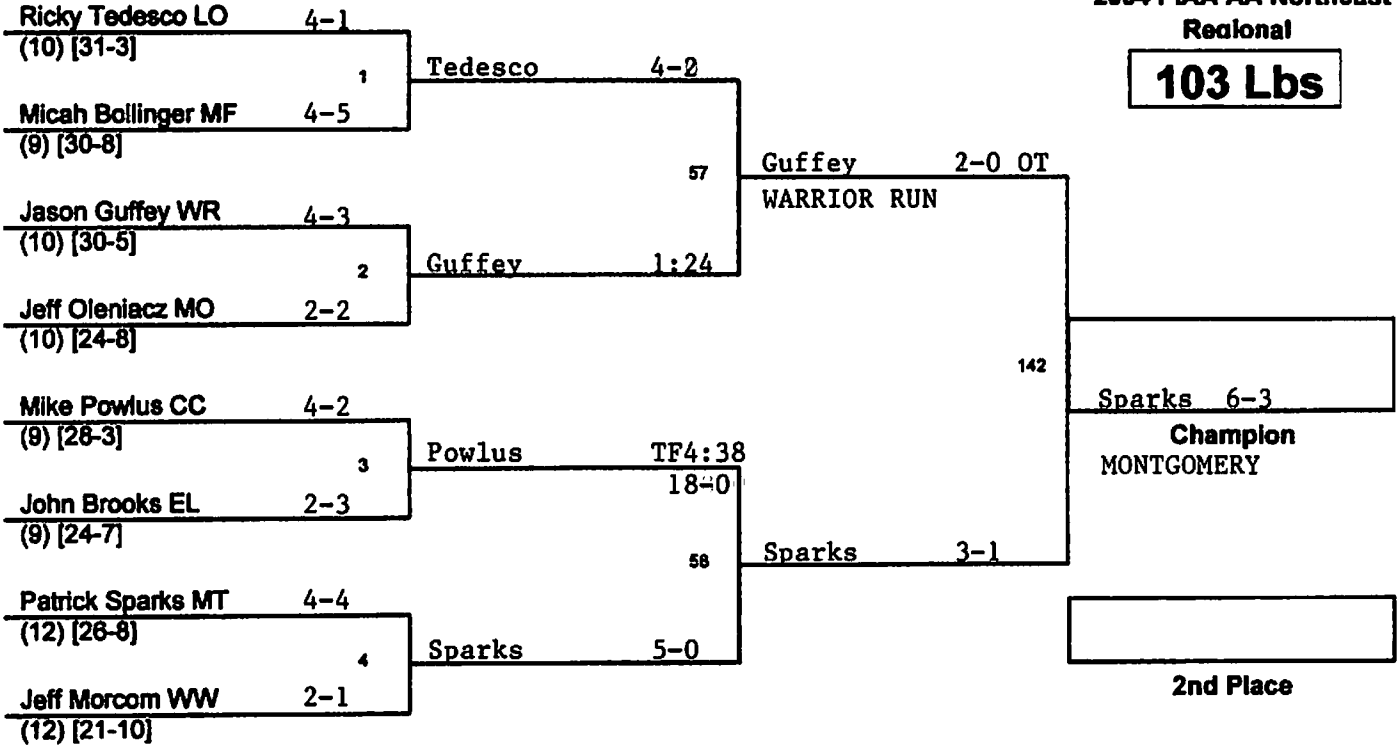 Regional
103 Lbs
Ricky Tedesco LO 4-1
(10) [31-3]
1
Tedesco 4-2
Micah Bollinger MF 4-5
(9) [30-8]
57
Guffey 2-0 OT
WARRIOR RUN
Jason Guffey WR 4-3
(10) [30-5]
2
Guffey 1:24
Jeff Oleniacz MO 2-2
(10) [24-8]
142
Sparks 6-3
Champion
MONTGOMERY
Mike Powlus CC 4-2
(9) [28-3]
3
Powlus TF4:38
18-0
John Brooks EL 2-3
(9) [24-7]
58
Sparks 3-1
Patrick Sparks MT 4-4
(12) [26-8]
4
Sparks 5-0
Jeff Morcom WW 2-1
(12) [21-10]
2nd Place